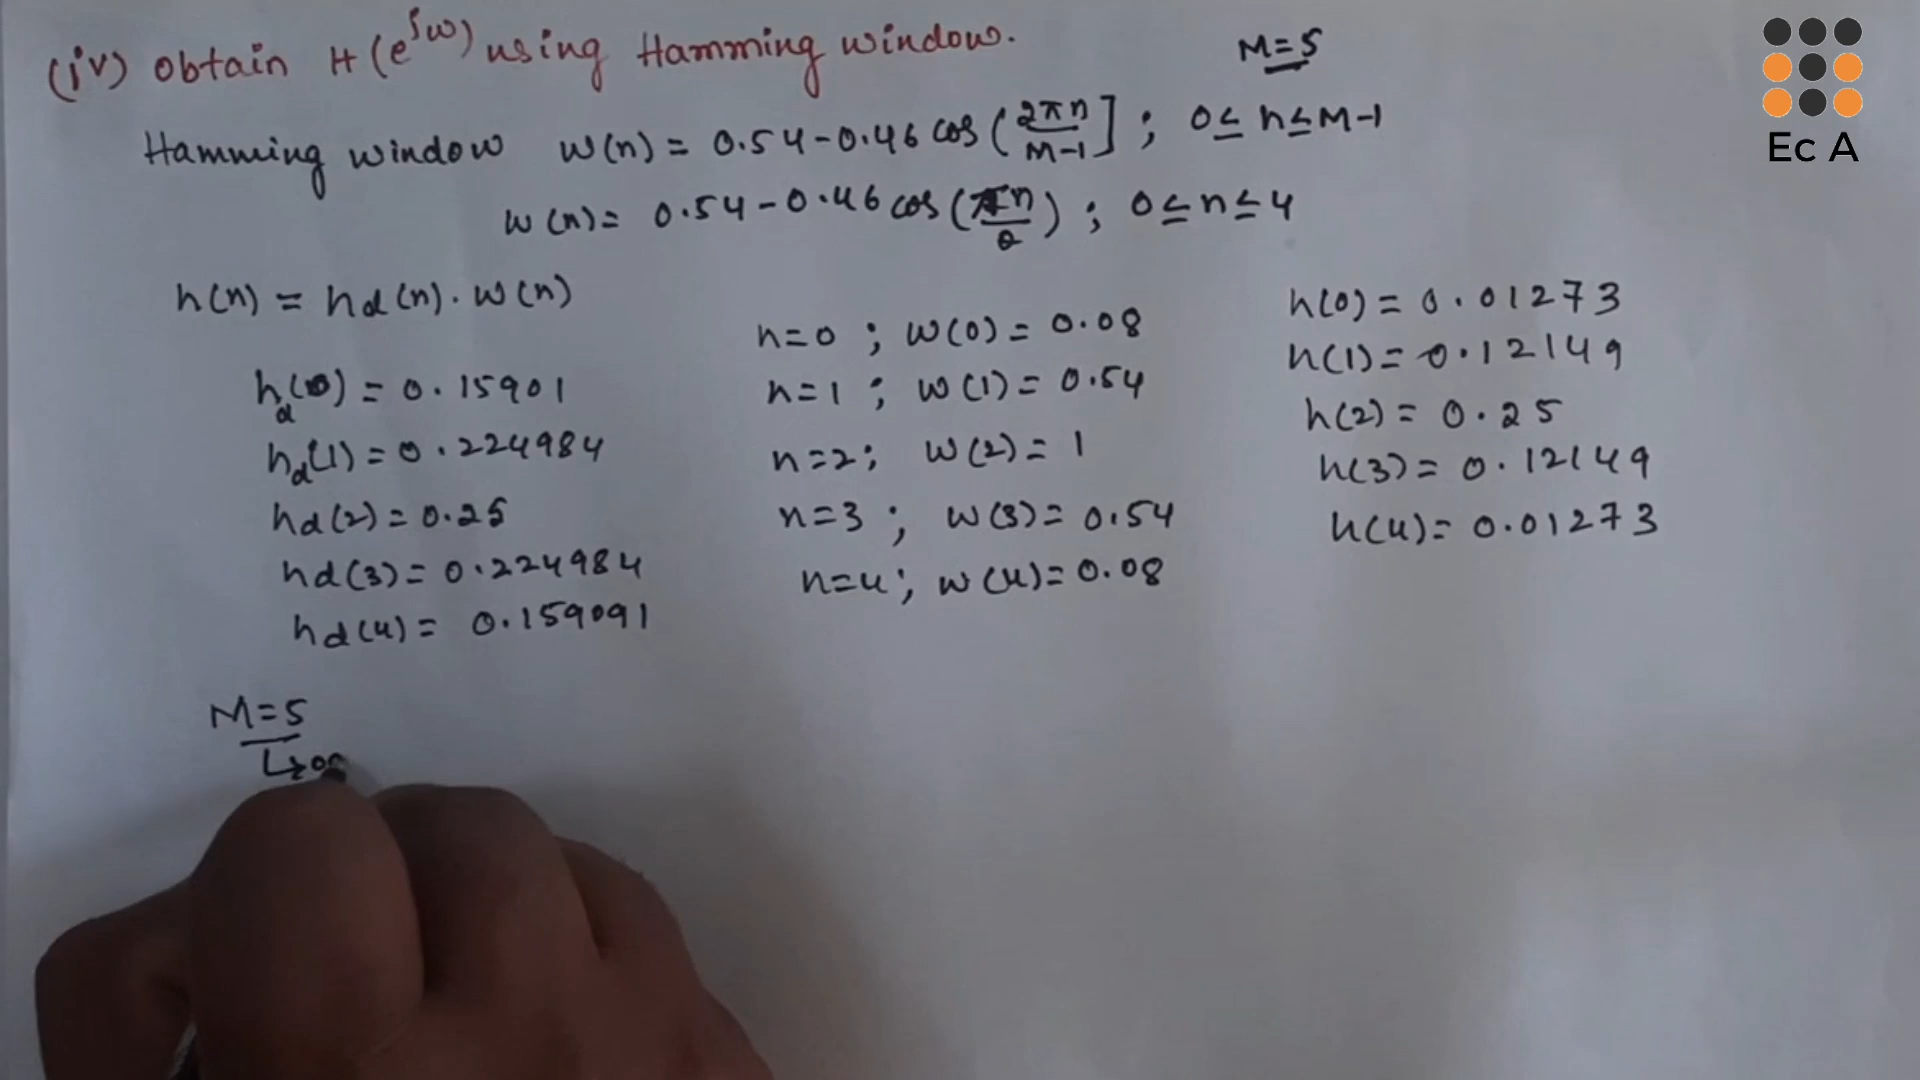 (iv) Obtain H(e^jω) using Hamming window.
M=5
Hamming window w(n) = 0.54-0.46 cos(2πn/M-1]; 0≤n≤M-1
w(n)= 0.54-0.46 cos(πn/2); 0≤n≤4
h(n) = hd(n). w(n)
hd(0) = 0.15901
hd(1) = 0.224984
hd(2) = 0.25
hd(3) = 0.224984
hd(4) = 0.159091
n=0 ; w(0) = 0.08
n=1 ; w(1) = 0.54
n=2; w(2) = 1
n=3 ; w(3) = 0.54
n=4; w(4) = 0.08
h(0) = 0.01273
h(1) = 0.12149
h(2) = 0.25
h(3) = 0.12149
h(4) = 0.01273
M=5
Ec A